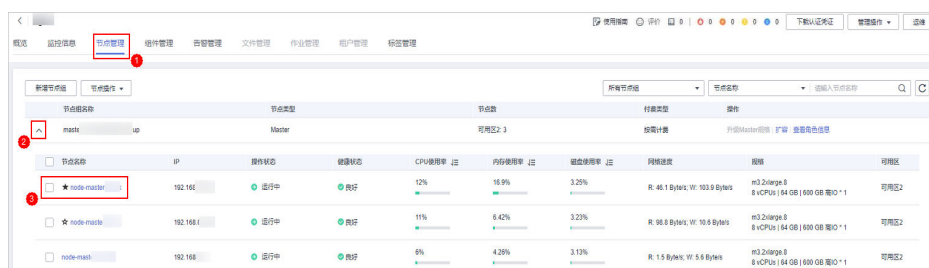 使用指南 评价 0 | 0 0 0 0 下载认证凭证 管理操作 运维
概览 监控信息 节点管理 组件管理 告警管理 文件管理 作业管理 租户管理 标签管理
1
新增节点组 节点操作 所有节点组 节点名称 请输入节点名称
节点组名称 节点类型 节点数 付费类型 操作
2 maste up Master 可用区2: 3 按需计费 升级Master规格 扩容 查看角色信息
节点名称 IP 操作状态 健康状态 CPU使用率 内存使用率 磁盘使用率 网络速度 规格 可用区
3 ★ node-master 192.168 运行中 良好 12% 16.9% 3.25% R: 46.1 Byte/s; W: 103.9 Byte/s m3.2xlarge.8 可用区2
8 vCPUs | 64 GB | 600 GB 高IO * 1
☆ node-maste 192.168. 运行中 良好 11% 6.42% 3.23% R: 98.8 Byte/s; W: 10.6 Byte/s m3.2xlarge.8 可用区2
8 vCPUs | 64 GB | 600 GB 高IO * 1
node-mast 192.168 运行中 良好 6% 4.26% 3.13% R: 1.5 Byte/s; W: 5.6 Byte/s m3.2xlarge.8 可用区2
8 vCPUs | 64 GB | 600 GB 高IO * 1